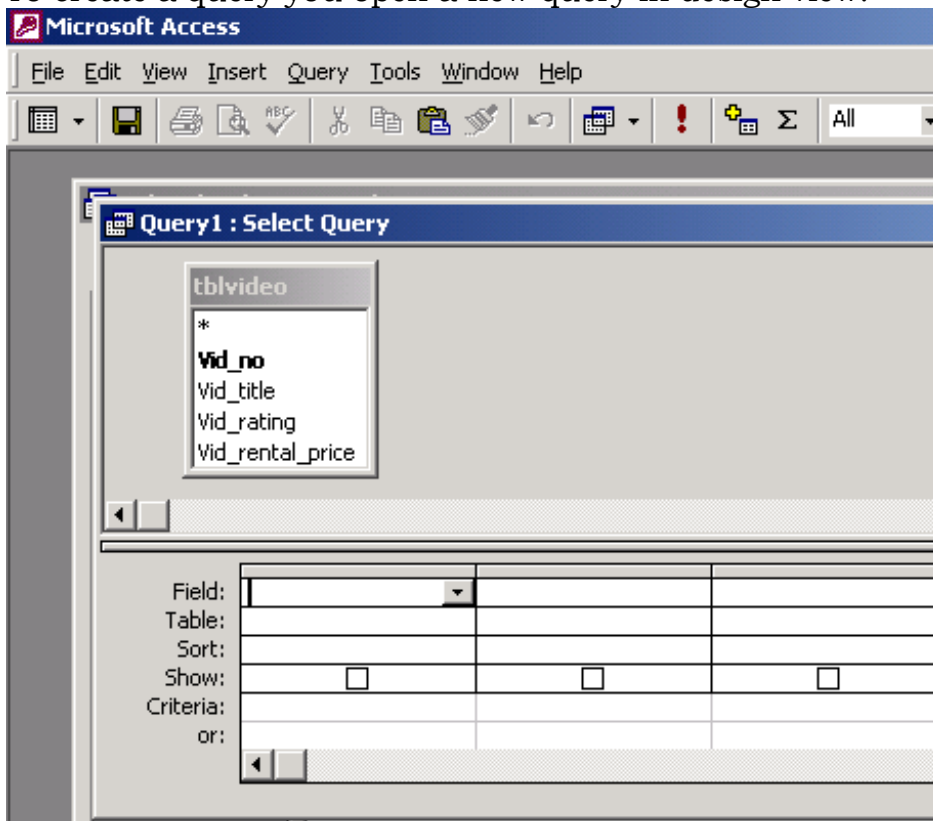 To create a query you open a new query in design view.
Microsoft Access
File Edit View Insert Query Tools Window Help
ABC Σ All
Query1 : Select Query
tblvideo
*
Vid_no
Vid_title
Vid_rating
Vid_rental_price
Field:
Table:
Sort:
Show:
Criteria:
or: